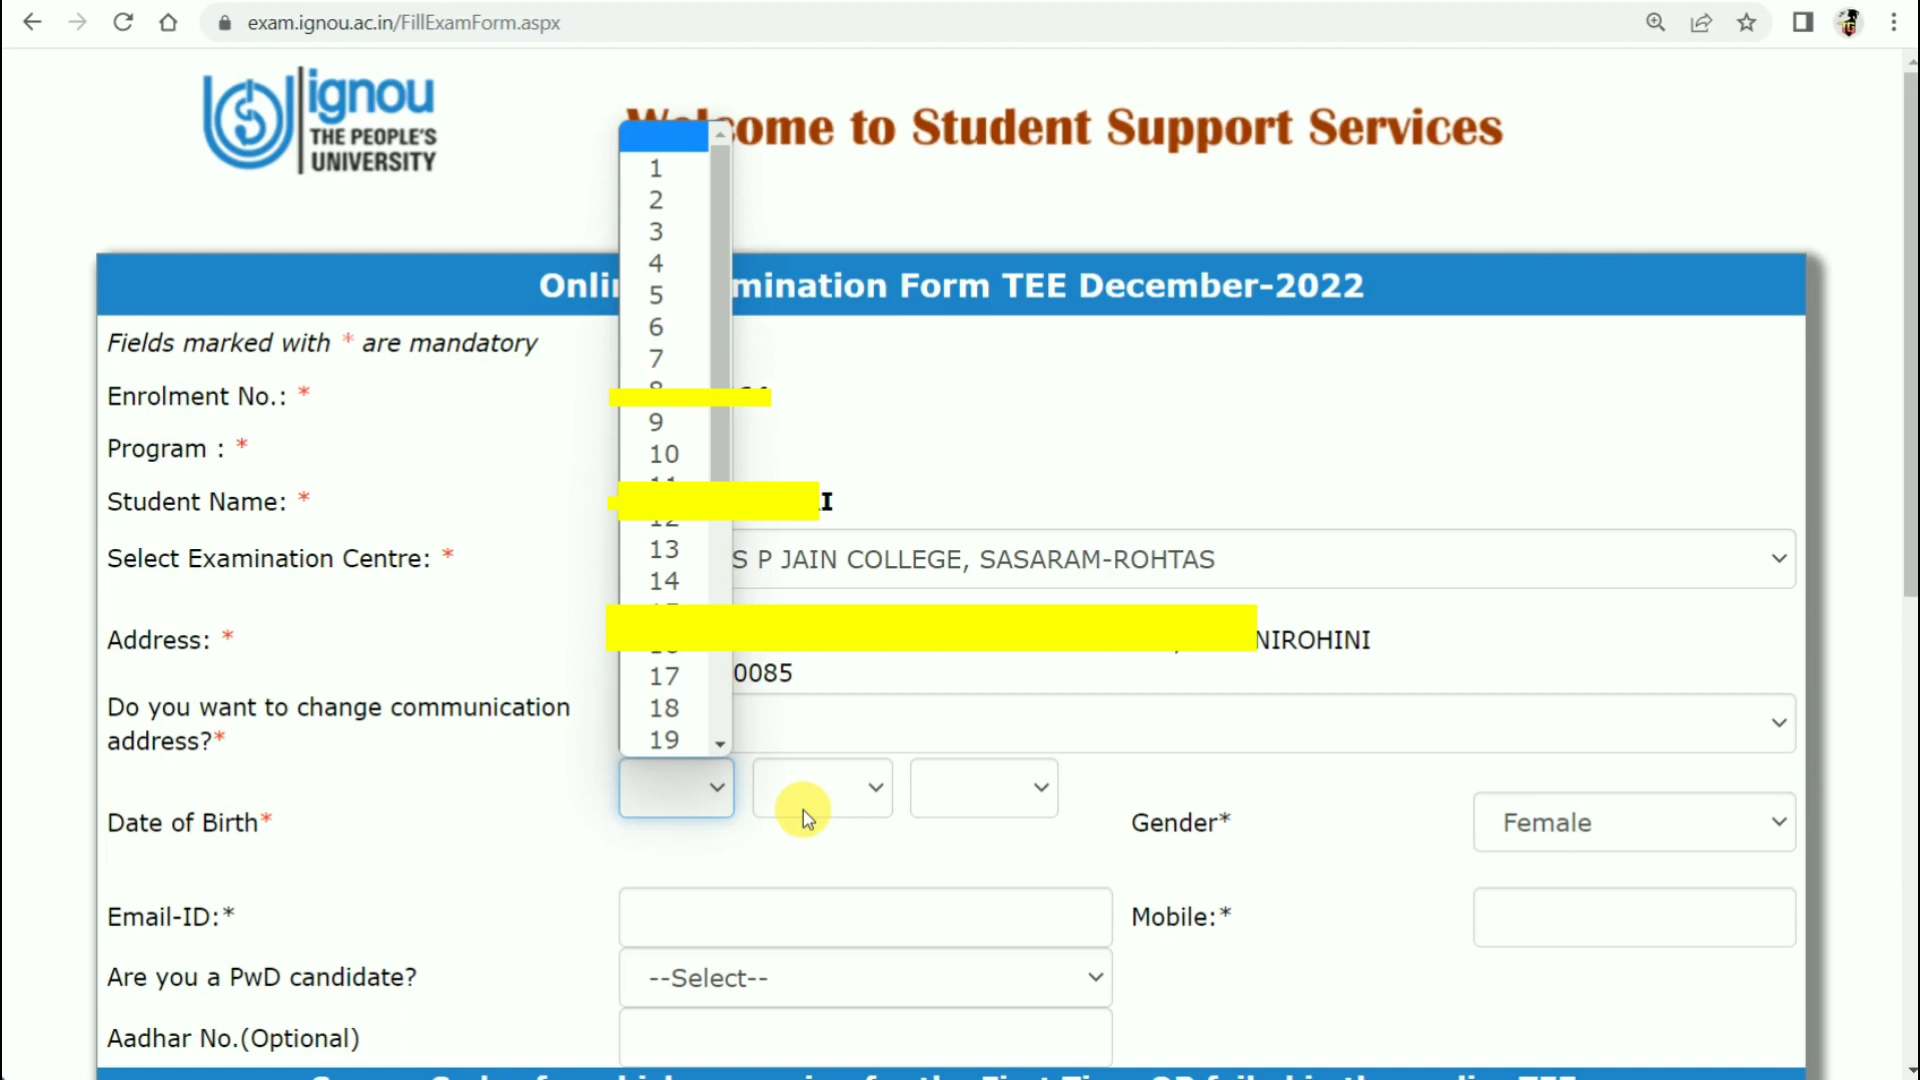 exam.ignou.ac.in/FillExamForm.aspx
ignou
THE PEOPLE'S
UNIVERSITY
Welcome to Student Support Services
mination Form TEE December-2022
Fields marked with * are mandatory
Enrolment No.: *
Program : *
Student Name: *
I
Select Examination Centre: *
S P JAIN COLLEGE, SASARAM-ROHTAS
Address: *
NIROHINI
0085
Do you want to change communication
address?*
1
2
3
4
5
6
7
8
9
10
11
12
13
14
17
18
19
Date of Birth*
Gender*
Female
Email-ID:*
Mobile:*
Are you a PwD candidate?
--Select--
Aadhar No.(Optional)